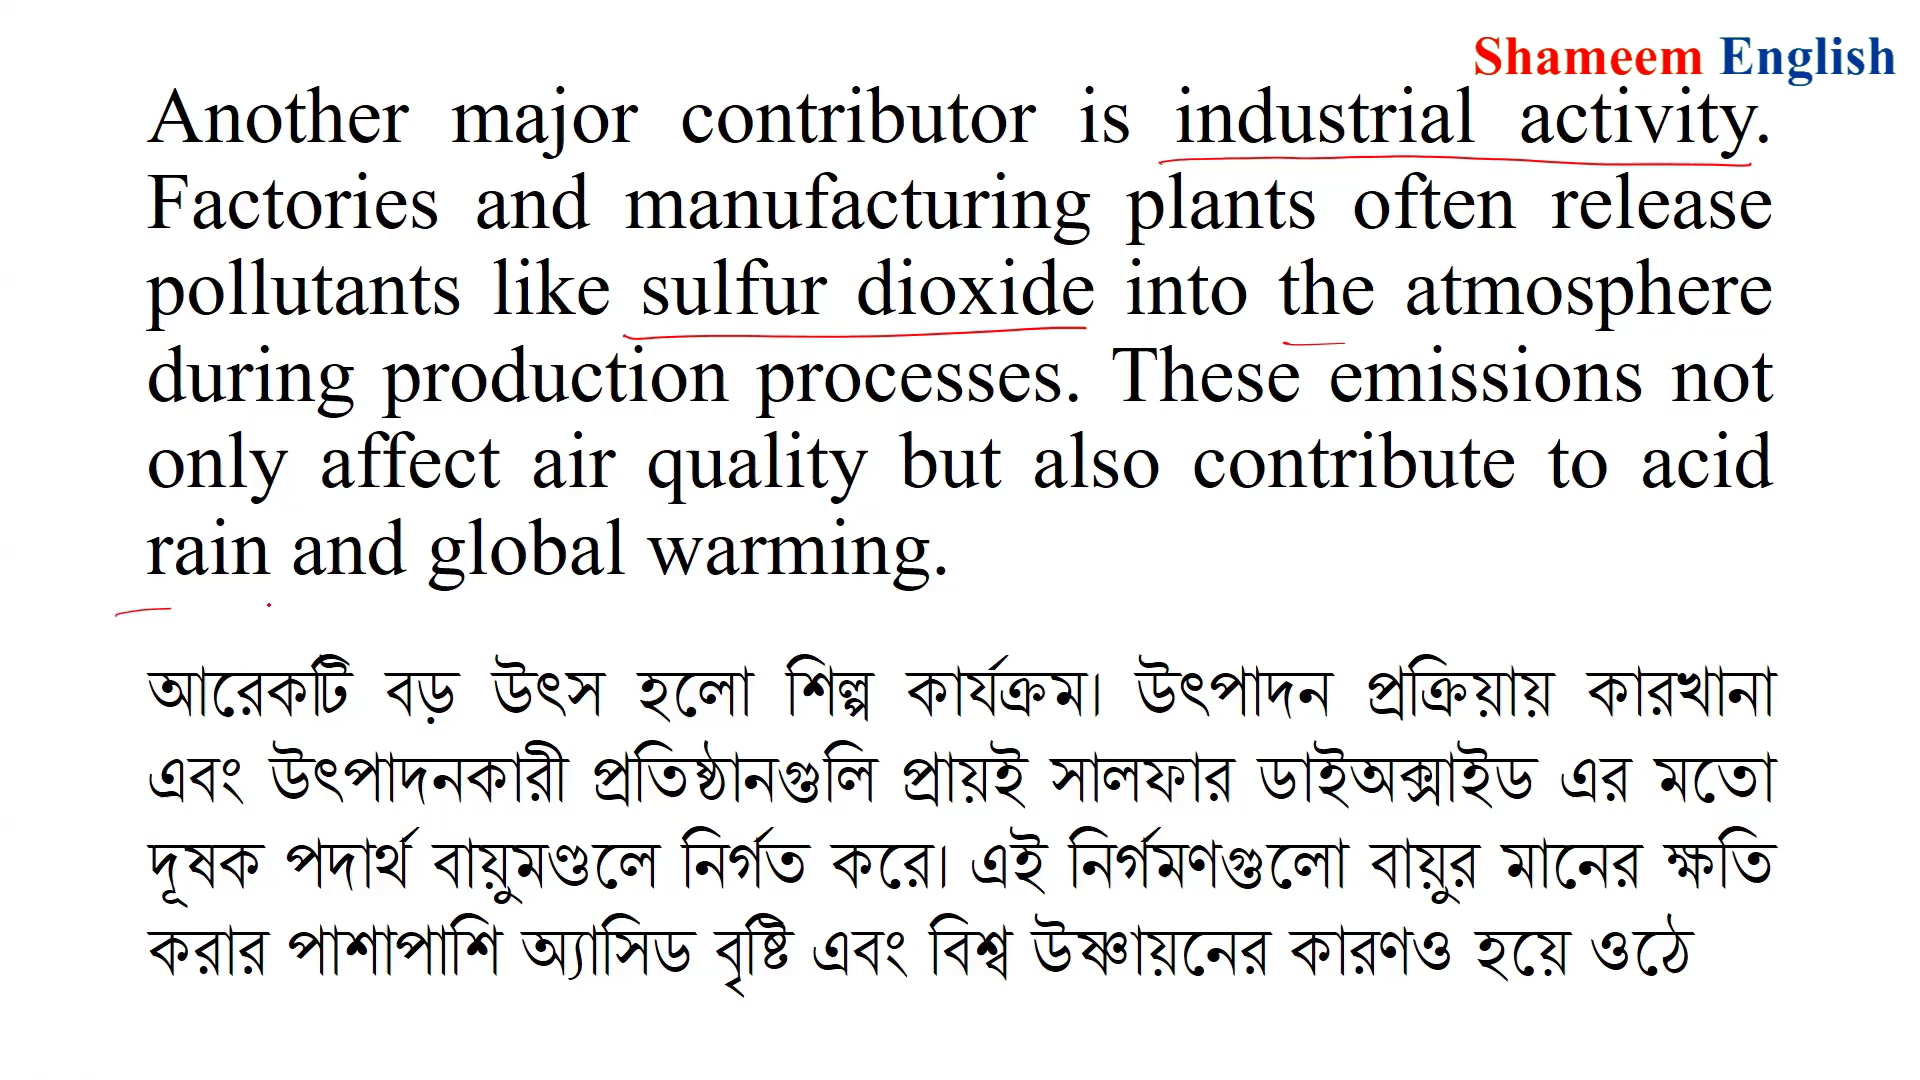 Shameem English
Another major contributor is industrial activity.
Factories and manufacturing plants often release
pollutants like sulfur dioxide into the atmosphere
during production processes. These emissions not
only affect air quality but also contribute to acid
rain and global warming.
আরেকটি বড় উৎস হলো শিল্প কার্যক্রম। উৎপাদন প্রক্রিয়ায় কারখানা
এবং উৎপাদনকারী প্রতিষ্ঠানগুলি প্রায়ই সালফার ডাইঅক্সাইড এর মতো
দূষক পদার্থ বায়ুমণ্ডলে নির্গত করে। এই নির্গমণগুলো বায়ুর মানের ক্ষতি
করার পাশাপাশি অ্যাসিড বৃষ্টি এবং বিশ্ব উষ্ণায়নের কারণও হয়ে ওঠে